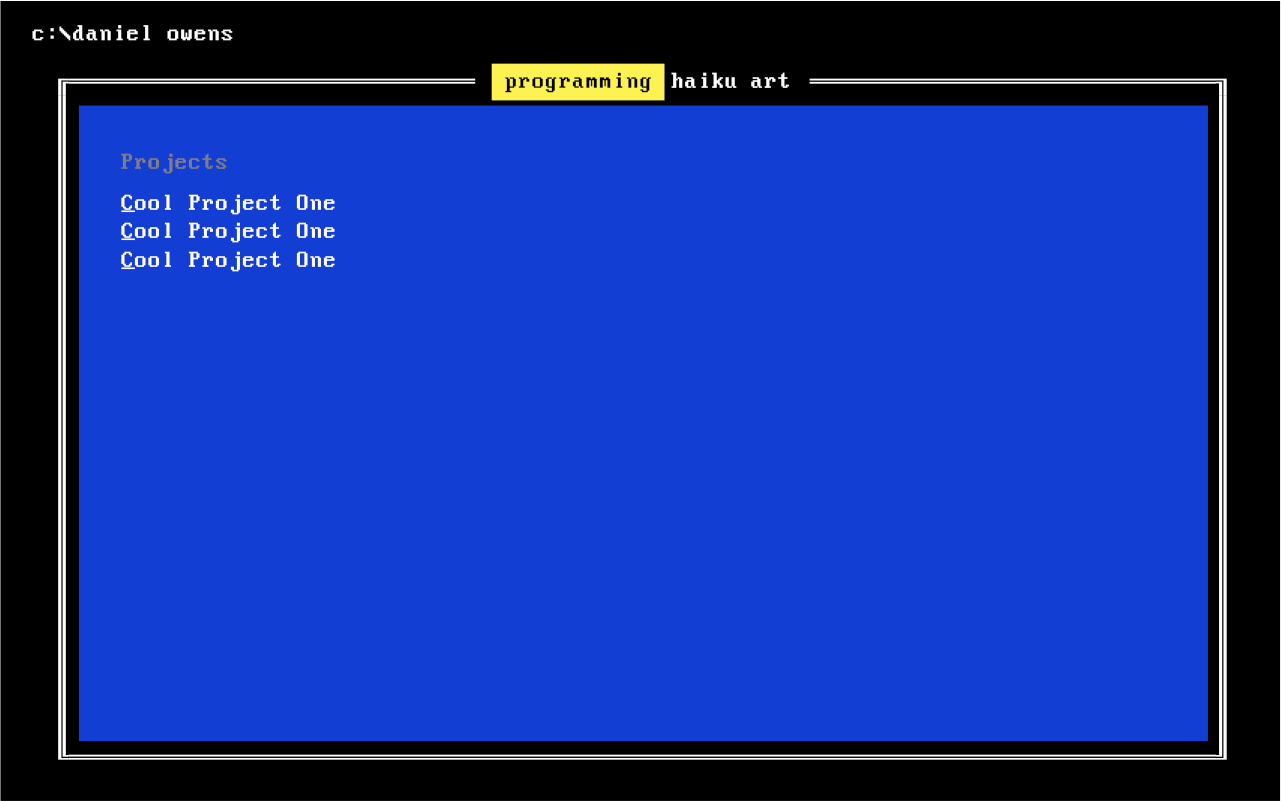 c:\daniel owens
programming haiku art
Projects
Cool Project One
Cool Project One
Cool Project One